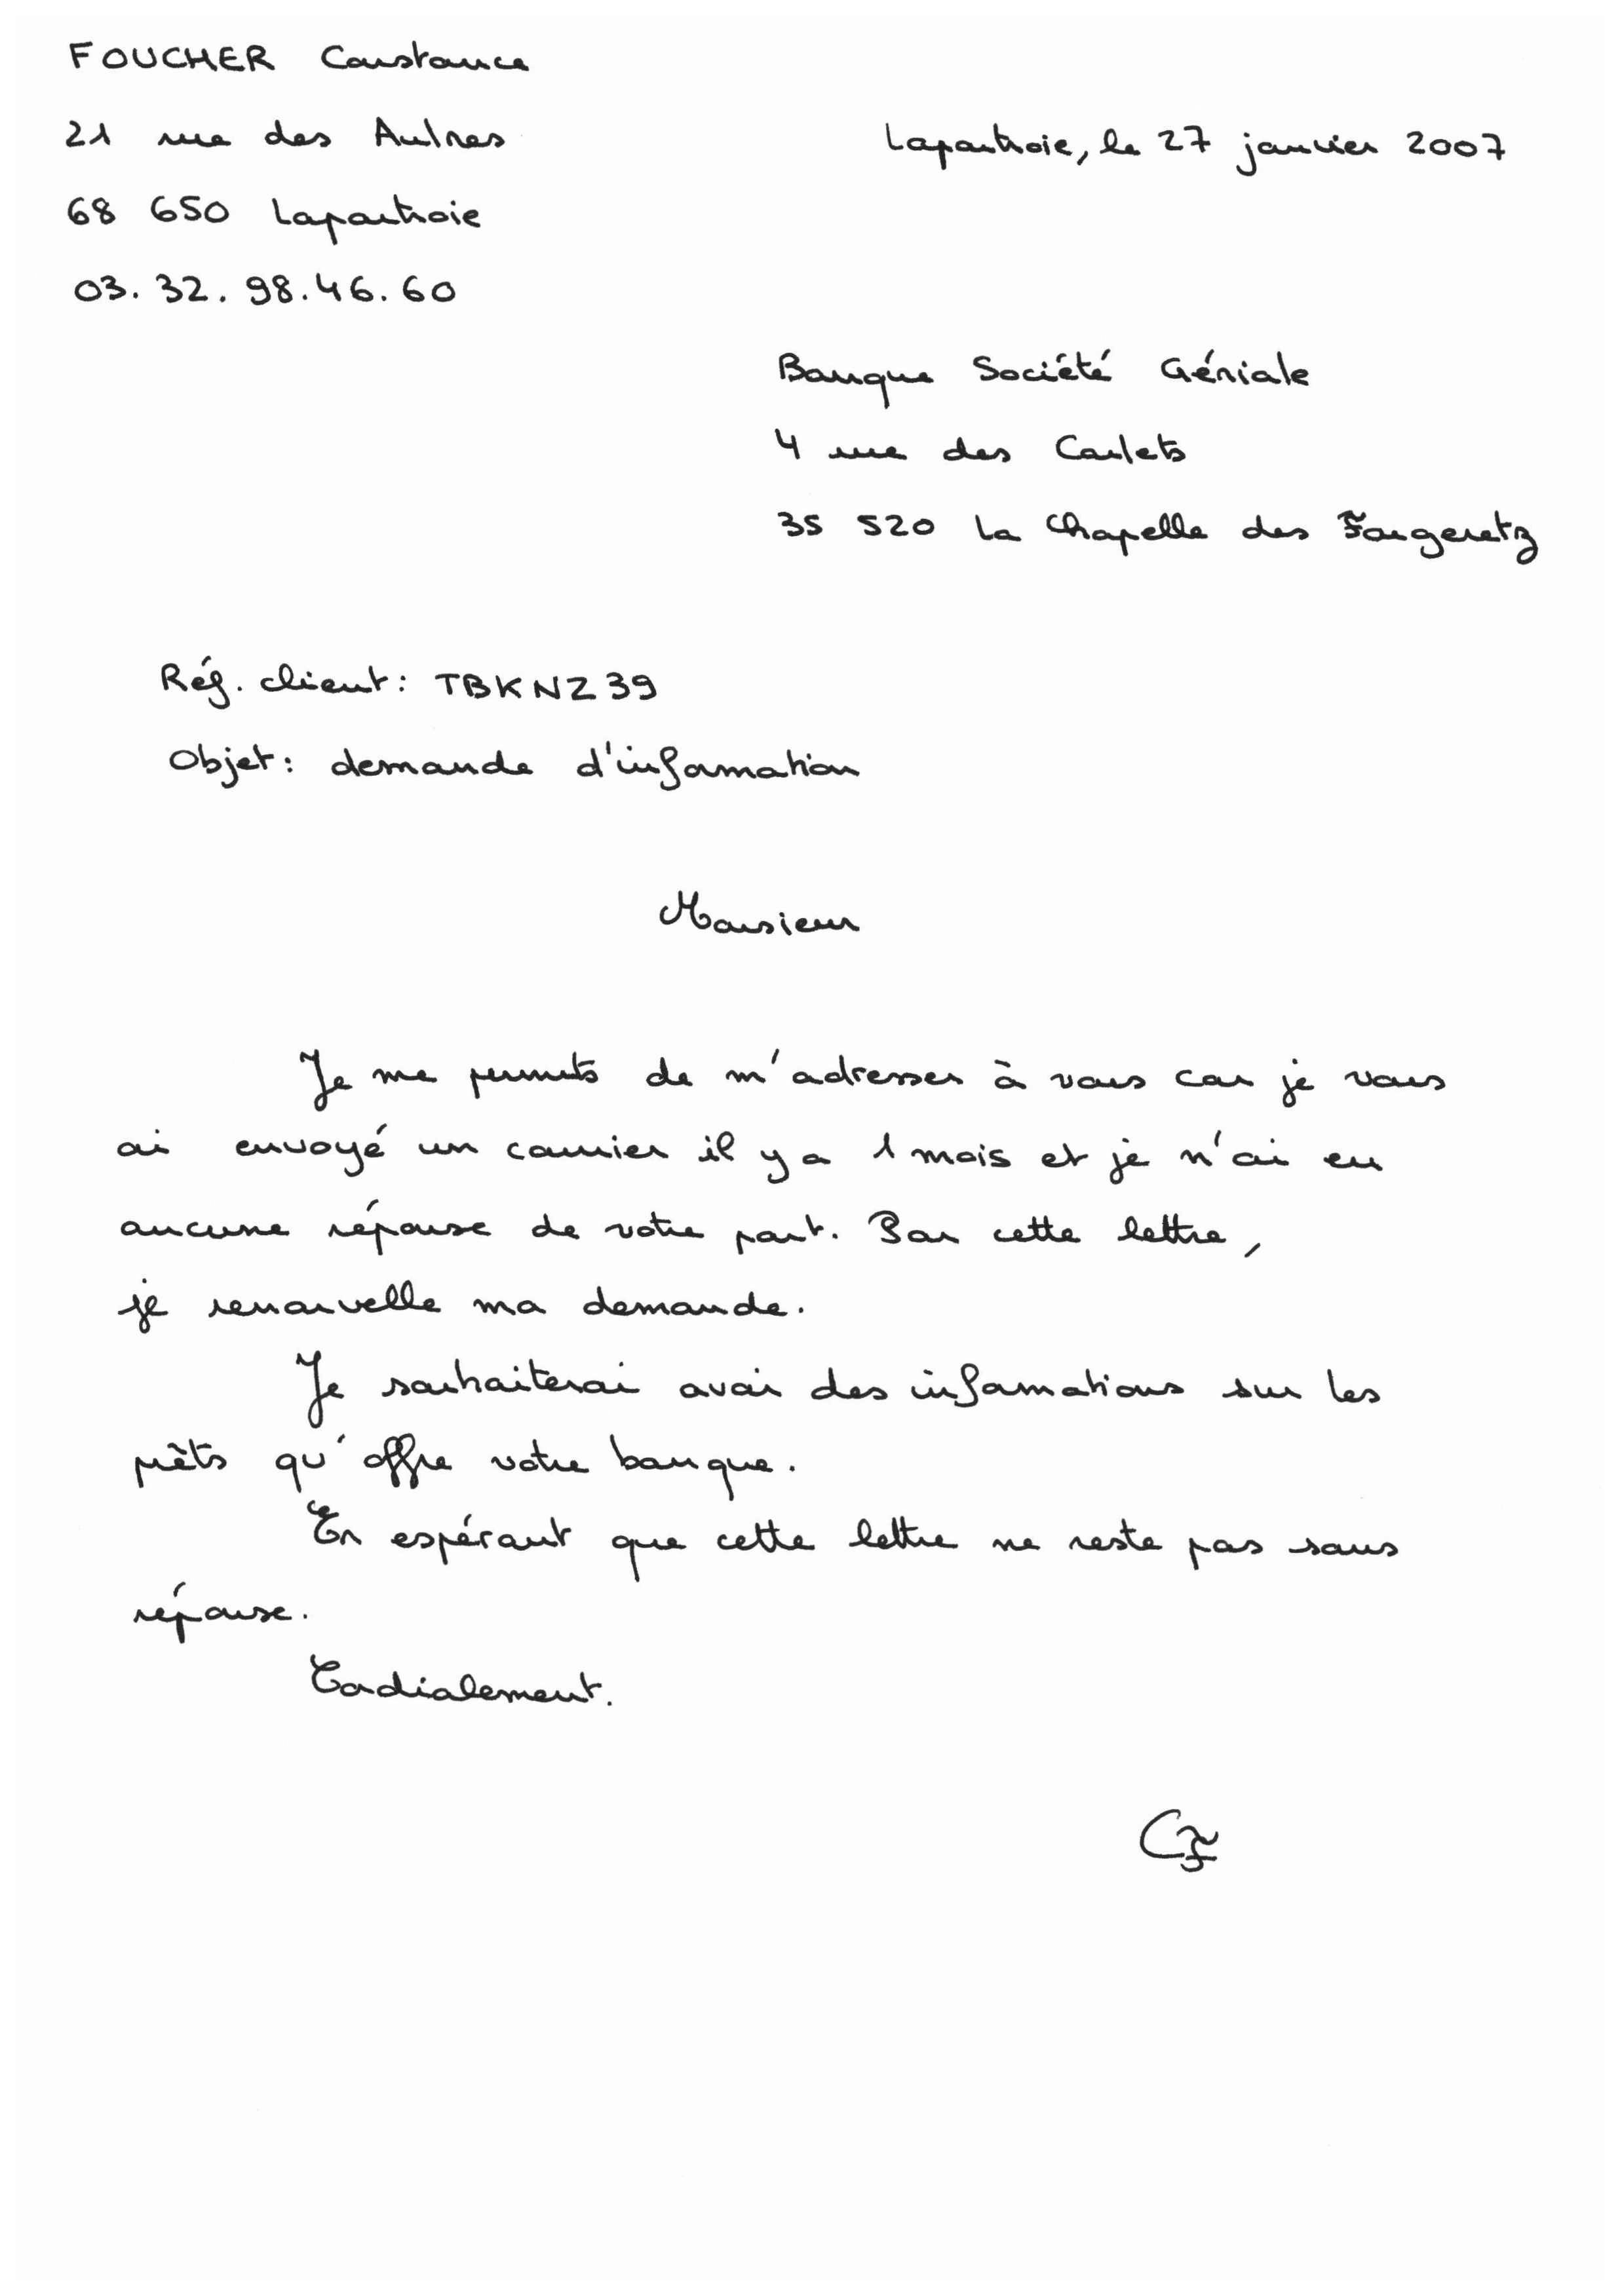 FOUCHER Constance
21 rue des Aulnes
Lapoutroie, le 27 janvier 2007
68 650 Lapoutroie
03. 32. 98. 46. 60
Banque Société Géniale
4 rue des Carlets
35 520 La Chapelle des Fougeretz
Réf. client : TBKNZ39
Objet : demande d'information
Monsieur
Je me permets de m'adresser à vous car je vous
ai envoyé un courrier il y a 1 mois et je n'ai eu
aucune réponse de votre part. Par cette lettre,
je renouvelle ma demande.
Je souhaiterai avoir des informations sur les
prêts qu'offre votre banque.
En espérant que cette lettre ne reste pas sans
réponse.
Cordialement.
CF